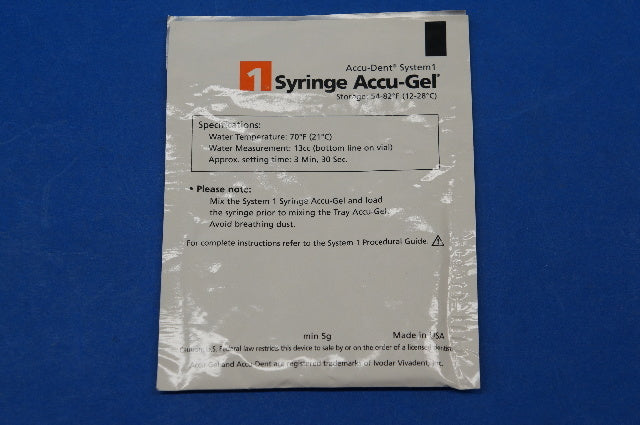 Accu-Dent® System1
1 Syringe Accu-Gel®
Storage: 54-82°F (12-28°C)
Specifications:
Water Temperature: 70°F (21°C)
Water Measurement: 13cc (bottom line on vial)
Approx. setting time: 3 Min, 30 Sec.
• Please note:
Mix the System 1 Syringe Accu-Gel and load
the syringe prior to mixing the Tray Accu-Gel.
Avoid breathing dust.
For complete instructions refer to the System 1 Procedural Guide.
min 5g
Made in USA
Caution: U.S. Federal law restricts this device to sale by or on the order of a licensed dentist.
Accu-Gel and Accu-Dent are registered trademarks of Ivoclar Vivadent, Inc.